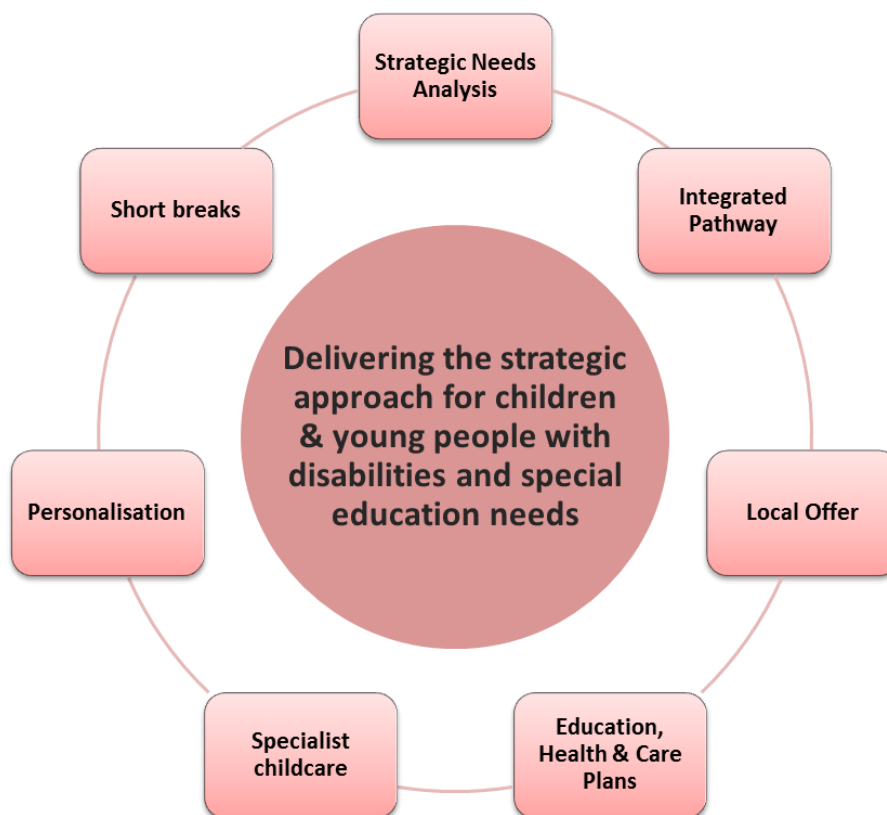 Strategic Needs
Analysis
Integrated
Pathway
Local Offer
Education,
Health & Care
Plans
Specialist
childcare
Personalisation
Short breaks
Delivering the strategic
approach for children
& young people with
disabilities and special
education needs